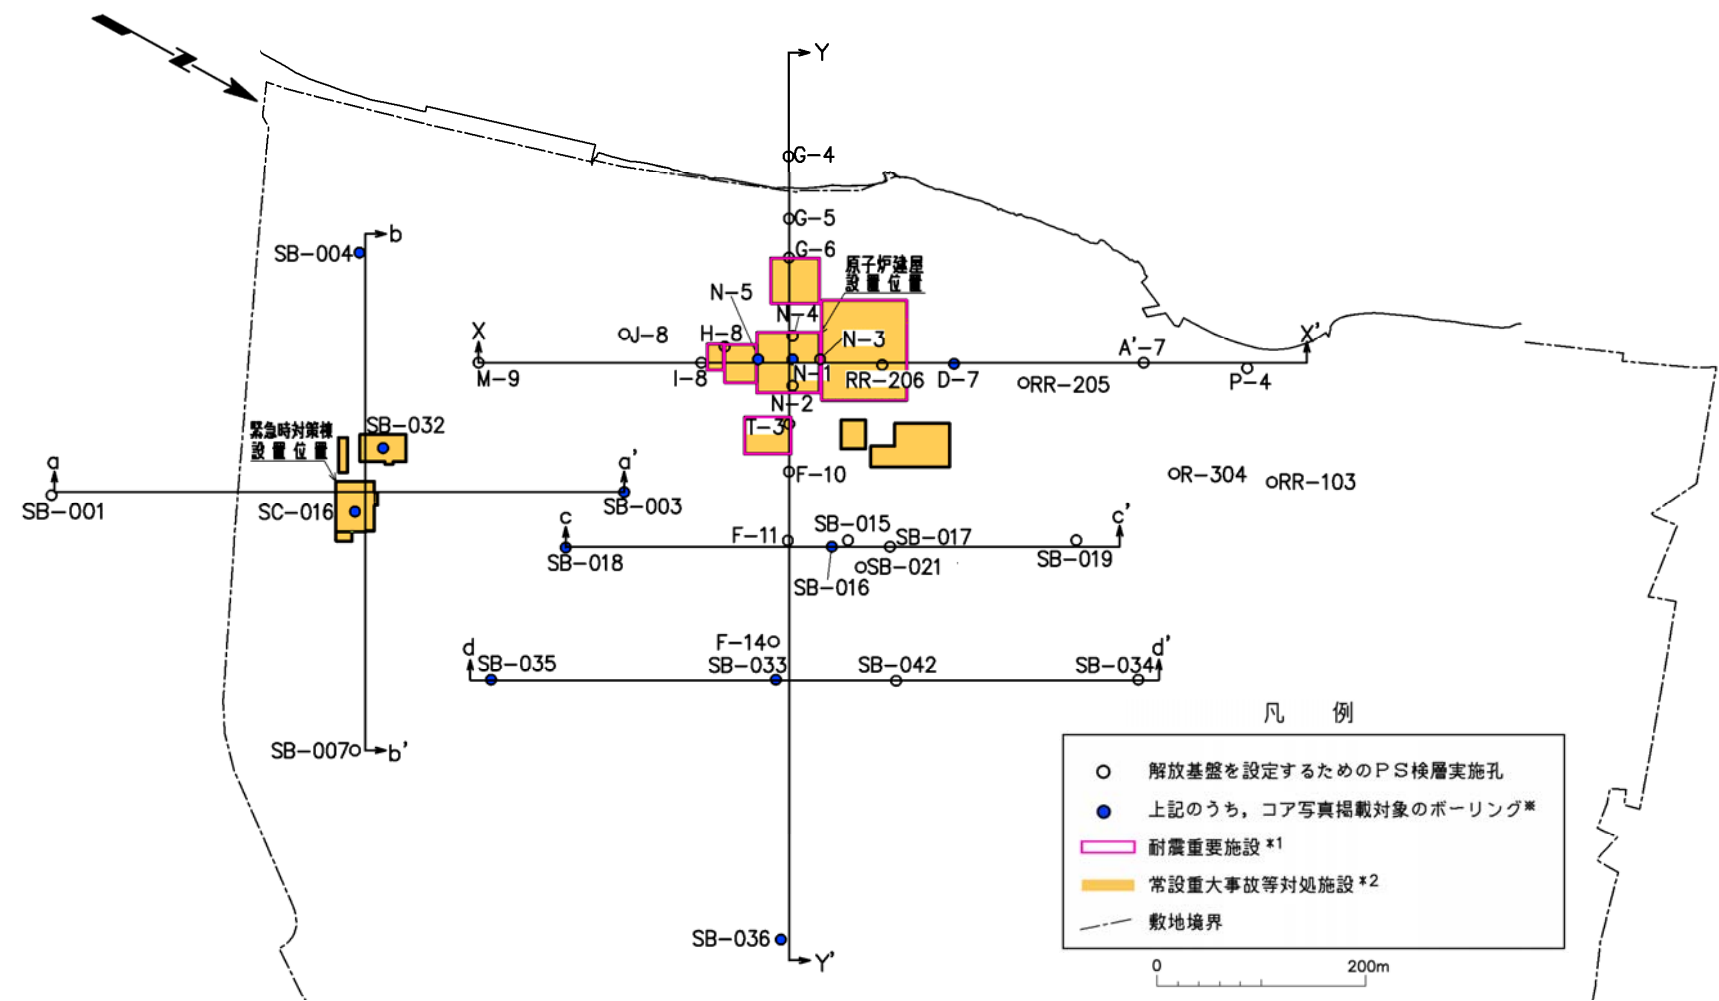 Y
G-4
G-5
G-6
SB-004
b
原子炉建屋
設置位置
N-5
N-4
X
J-8
H-8
N-3
A'-7
X'
M-9
I-8
N-1
RR-206
D-7
RR-205
P-4
N-2
緊急時対策棟
設置位置
SB-032
T-3
a
a'
F-10
R-304
RR-103
SB-001
SC-016
SB-003
c
SB-015
c'
F-11
SB-017
SB-018
SB-021
SB-019
SB-016
F-14
d
SB-035
SB-033
SB-042
SB-034
d'
SB-007
b'
SB-036
Y'
凡 例
解放基盤を設定するためのPS検層実施孔
上記のうち，コア写真掲載対象のボーリング※
耐震重要施設*1
常設重大事故等対処施設*2
敷地境界
0 200m